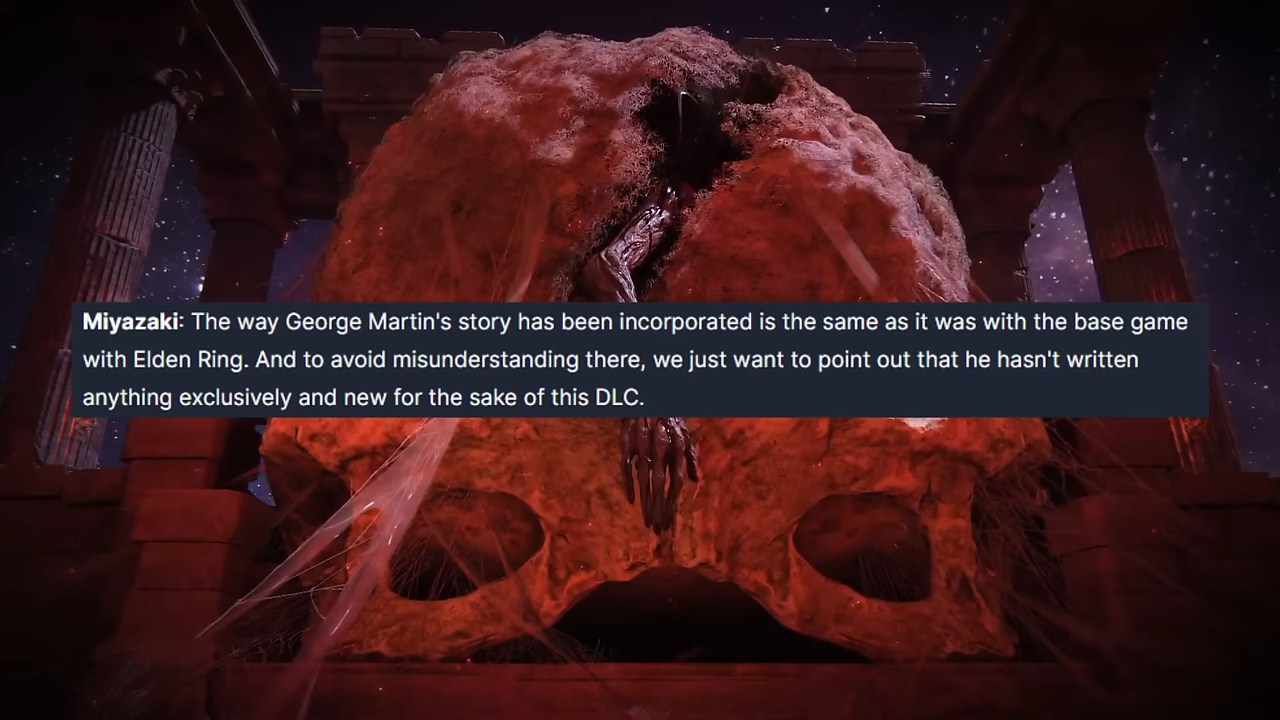 Miyazaki: The way George Martin's story has been incorporated is the same as it was with the base game
with Elden Ring. And to avoid misunderstanding there, we just want to point out that he hasn't written
anything exclusively and new for the sake of this DLC.